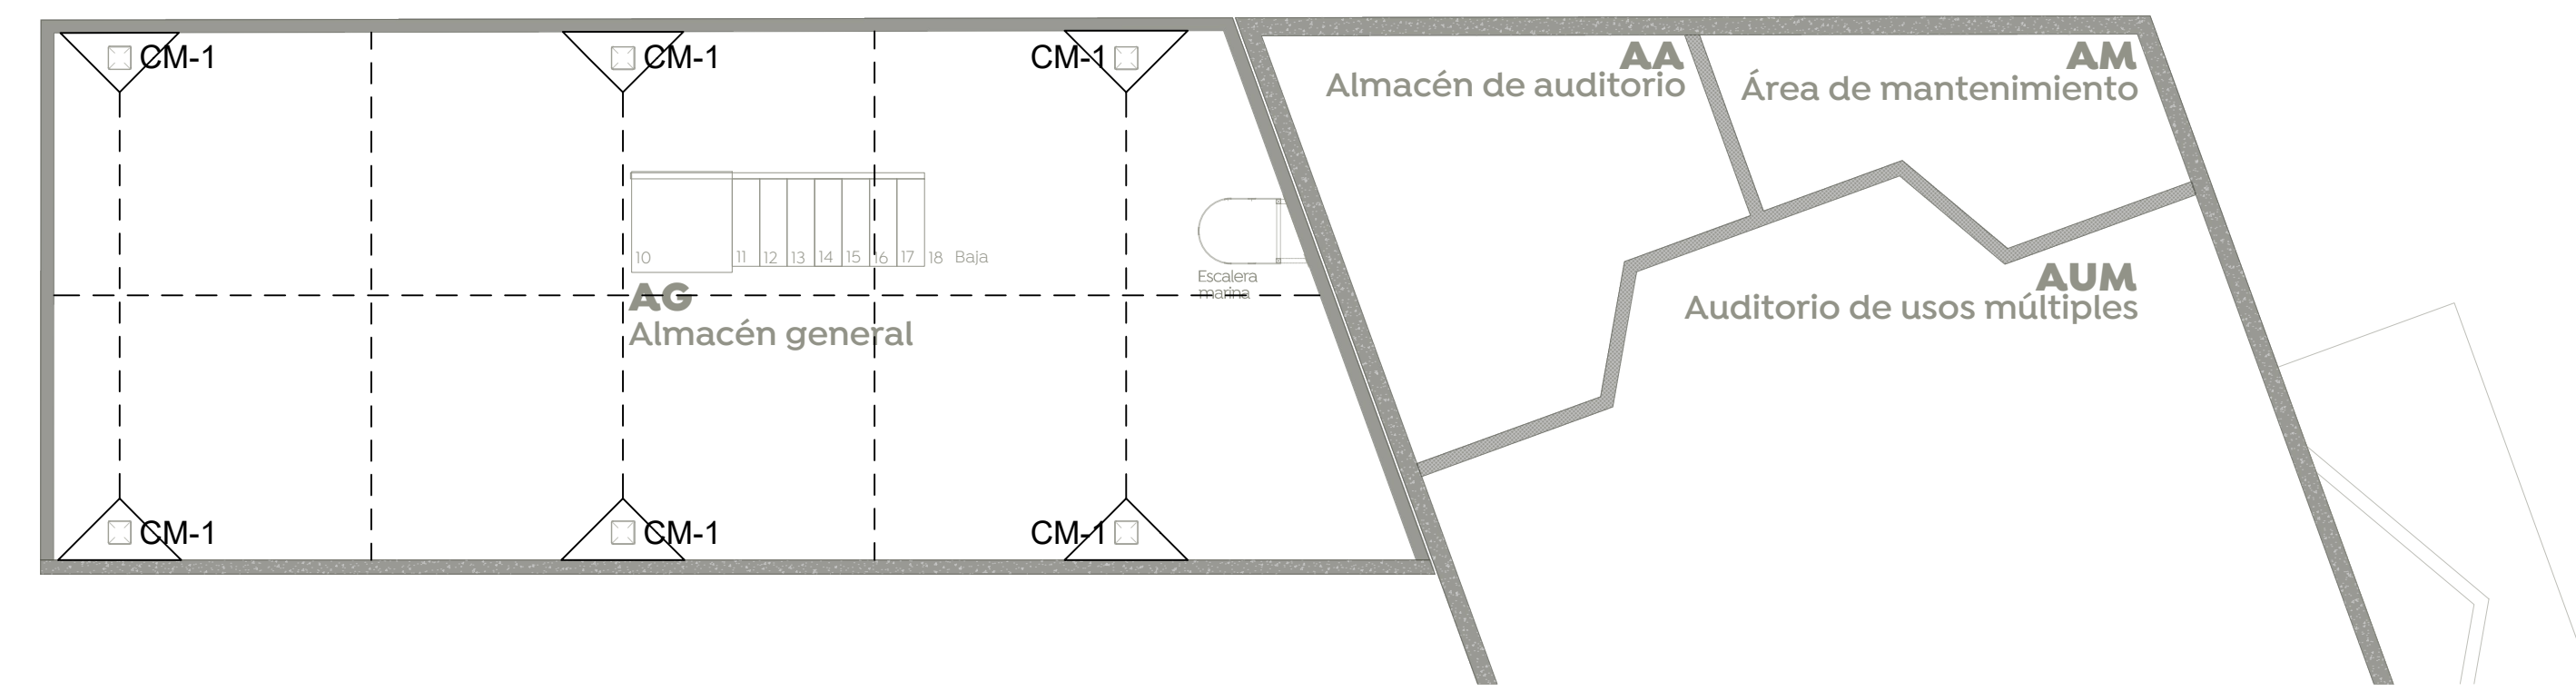 CM-1
CM-1
CM-1
AA
Almacén de auditorio
AM
Área de mantenimiento
10
11
12
13
14
15
16
17
18 Baja
Escalera
marina
AG
Almacén general
AUM
Auditorio de usos múltiples
CM-1
CM-1
CM-1